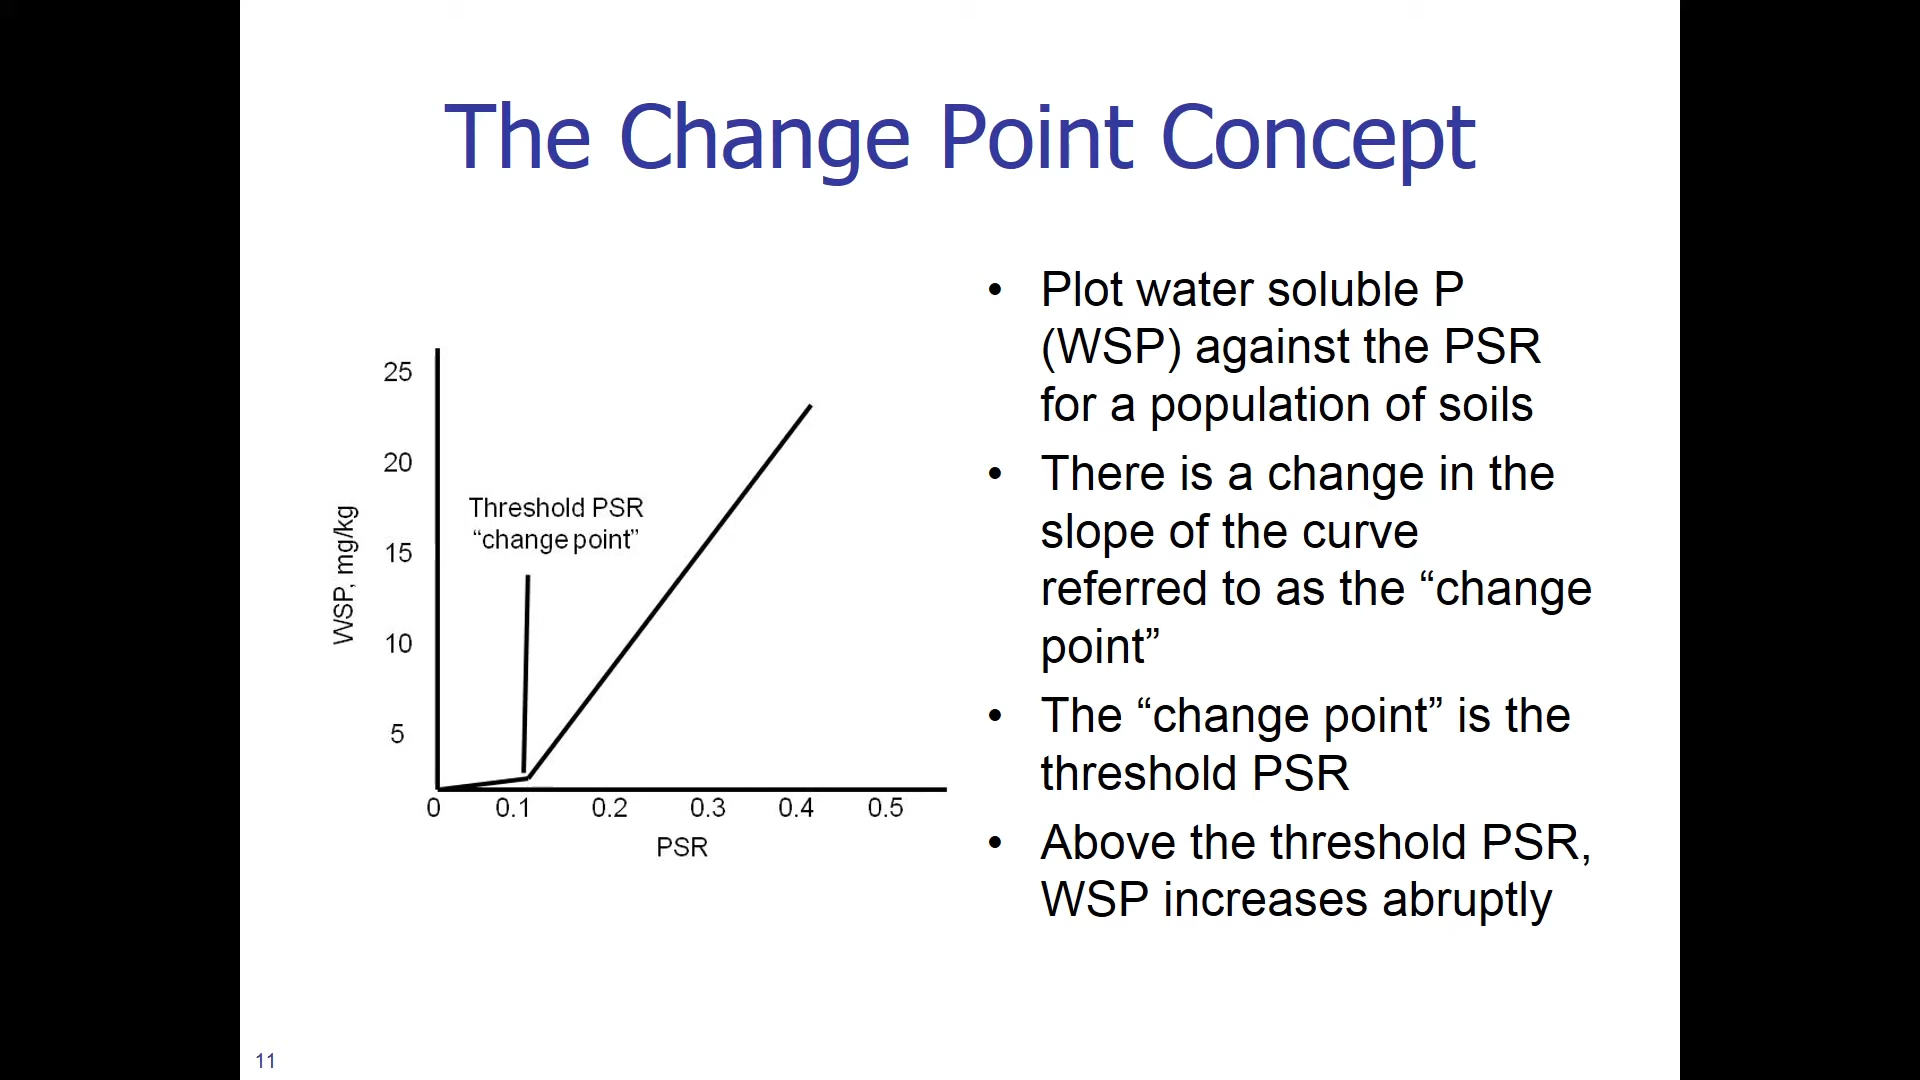 The Change Point Concept
25
20
15
10
5
WSP, mg/kg
Threshold PSR
“change point”
0 0.1 0.2 0.3 0.4 0.5
PSR
• Plot water soluble P
(WSP) against the PSR
for a population of soils
• There is a change in the
slope of the curve
referred to as the “change
point”
• The “change point” is the
threshold PSR
• Above the threshold PSR,
WSP increases abruptly
11